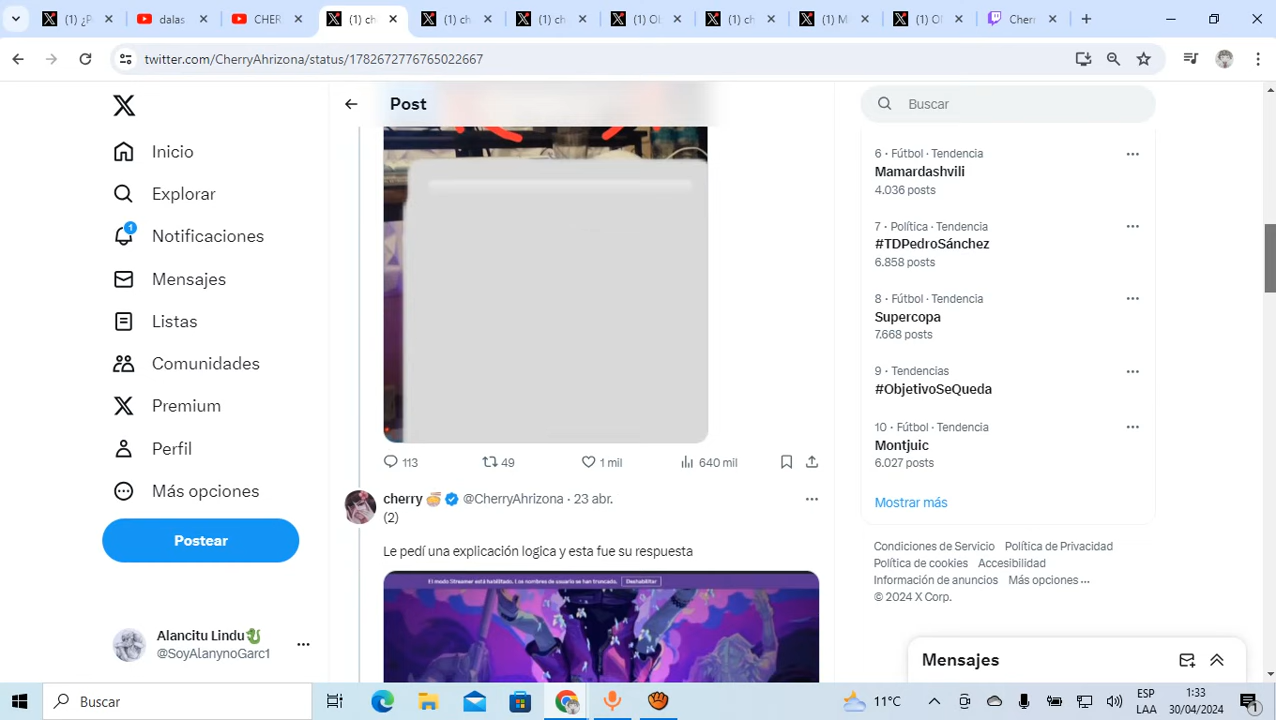 (1) ¿P
dalas
CHER
(1) ch
(1) ch
(1) ch
(1) Ol
(1) ch
(1) M
(1) Ol
Cherr
twitter.com/CherryAhrizona/status/1782672776765022667
Post
Buscar
Inicio
Explorar
1
Notificaciones
Mensajes
Listas
Comunidades
Premium
Perfil
Más opciones
Postear
Alancitu Lindu
@SoyAlanynoGarc1
113
49
1 mil
640 mil
cherry @CherryAhrizona · 23 abr.
(2)
Le pedí una explicación logica y esta fue su respuesta
El modo Streamer está habilitado. Los nombres de usuario se han truncado. Deshabilitar
6 · Fútbol · Tendencia
Mamardashvili
4.036 posts
7 · Política · Tendencia
#TDPedroSánchez
6.858 posts
8 · Fútbol · Tendencia
Supercopa
7.668 posts
9 · Tendencias
#ObjetivoSeQueda
10 · Fútbol · Tendencia
Montjuic
6.027 posts
Mostrar más
Condiciones de Servicio Política de Privacidad
Política de cookies Accesibilidad
Información de anuncios Más opciones ...
© 2024 X Corp.
Mensajes
Buscar
11°C
ESP
LAA
1:33
30/04/2024
1